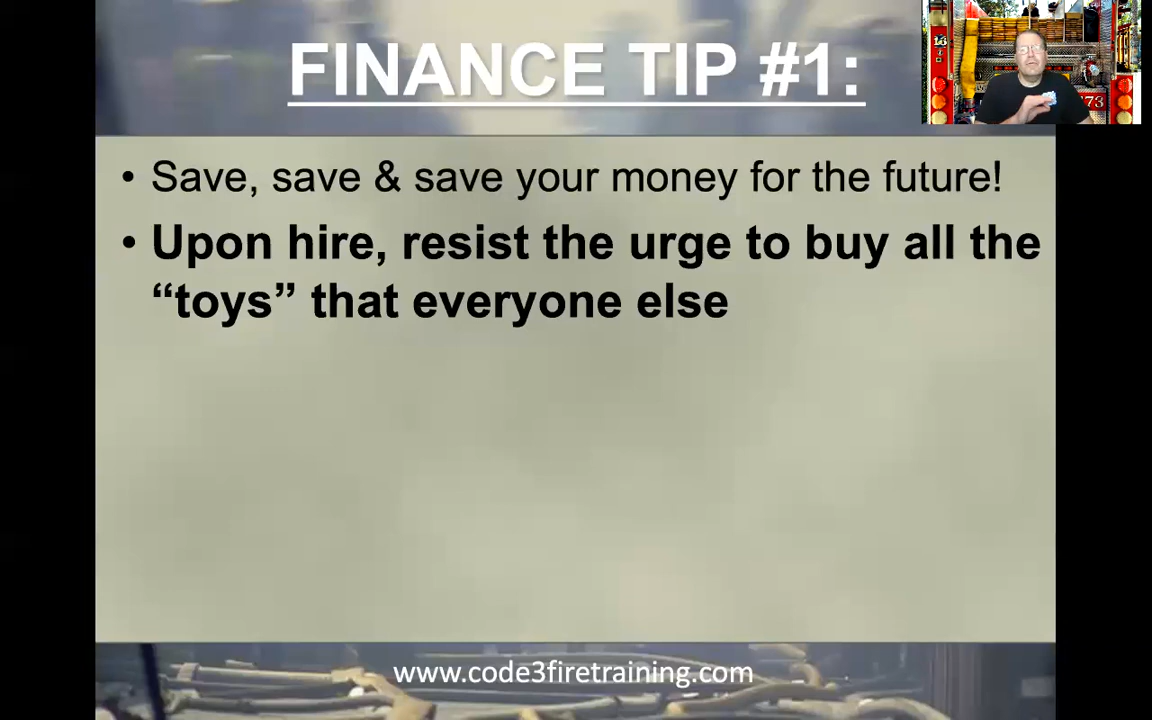 FINANCE TIP #1:
• Save, save & save your money for the future!
• Upon hire, resist the urge to buy all the
“toys” that everyone else
www.code3firetraining.com
73